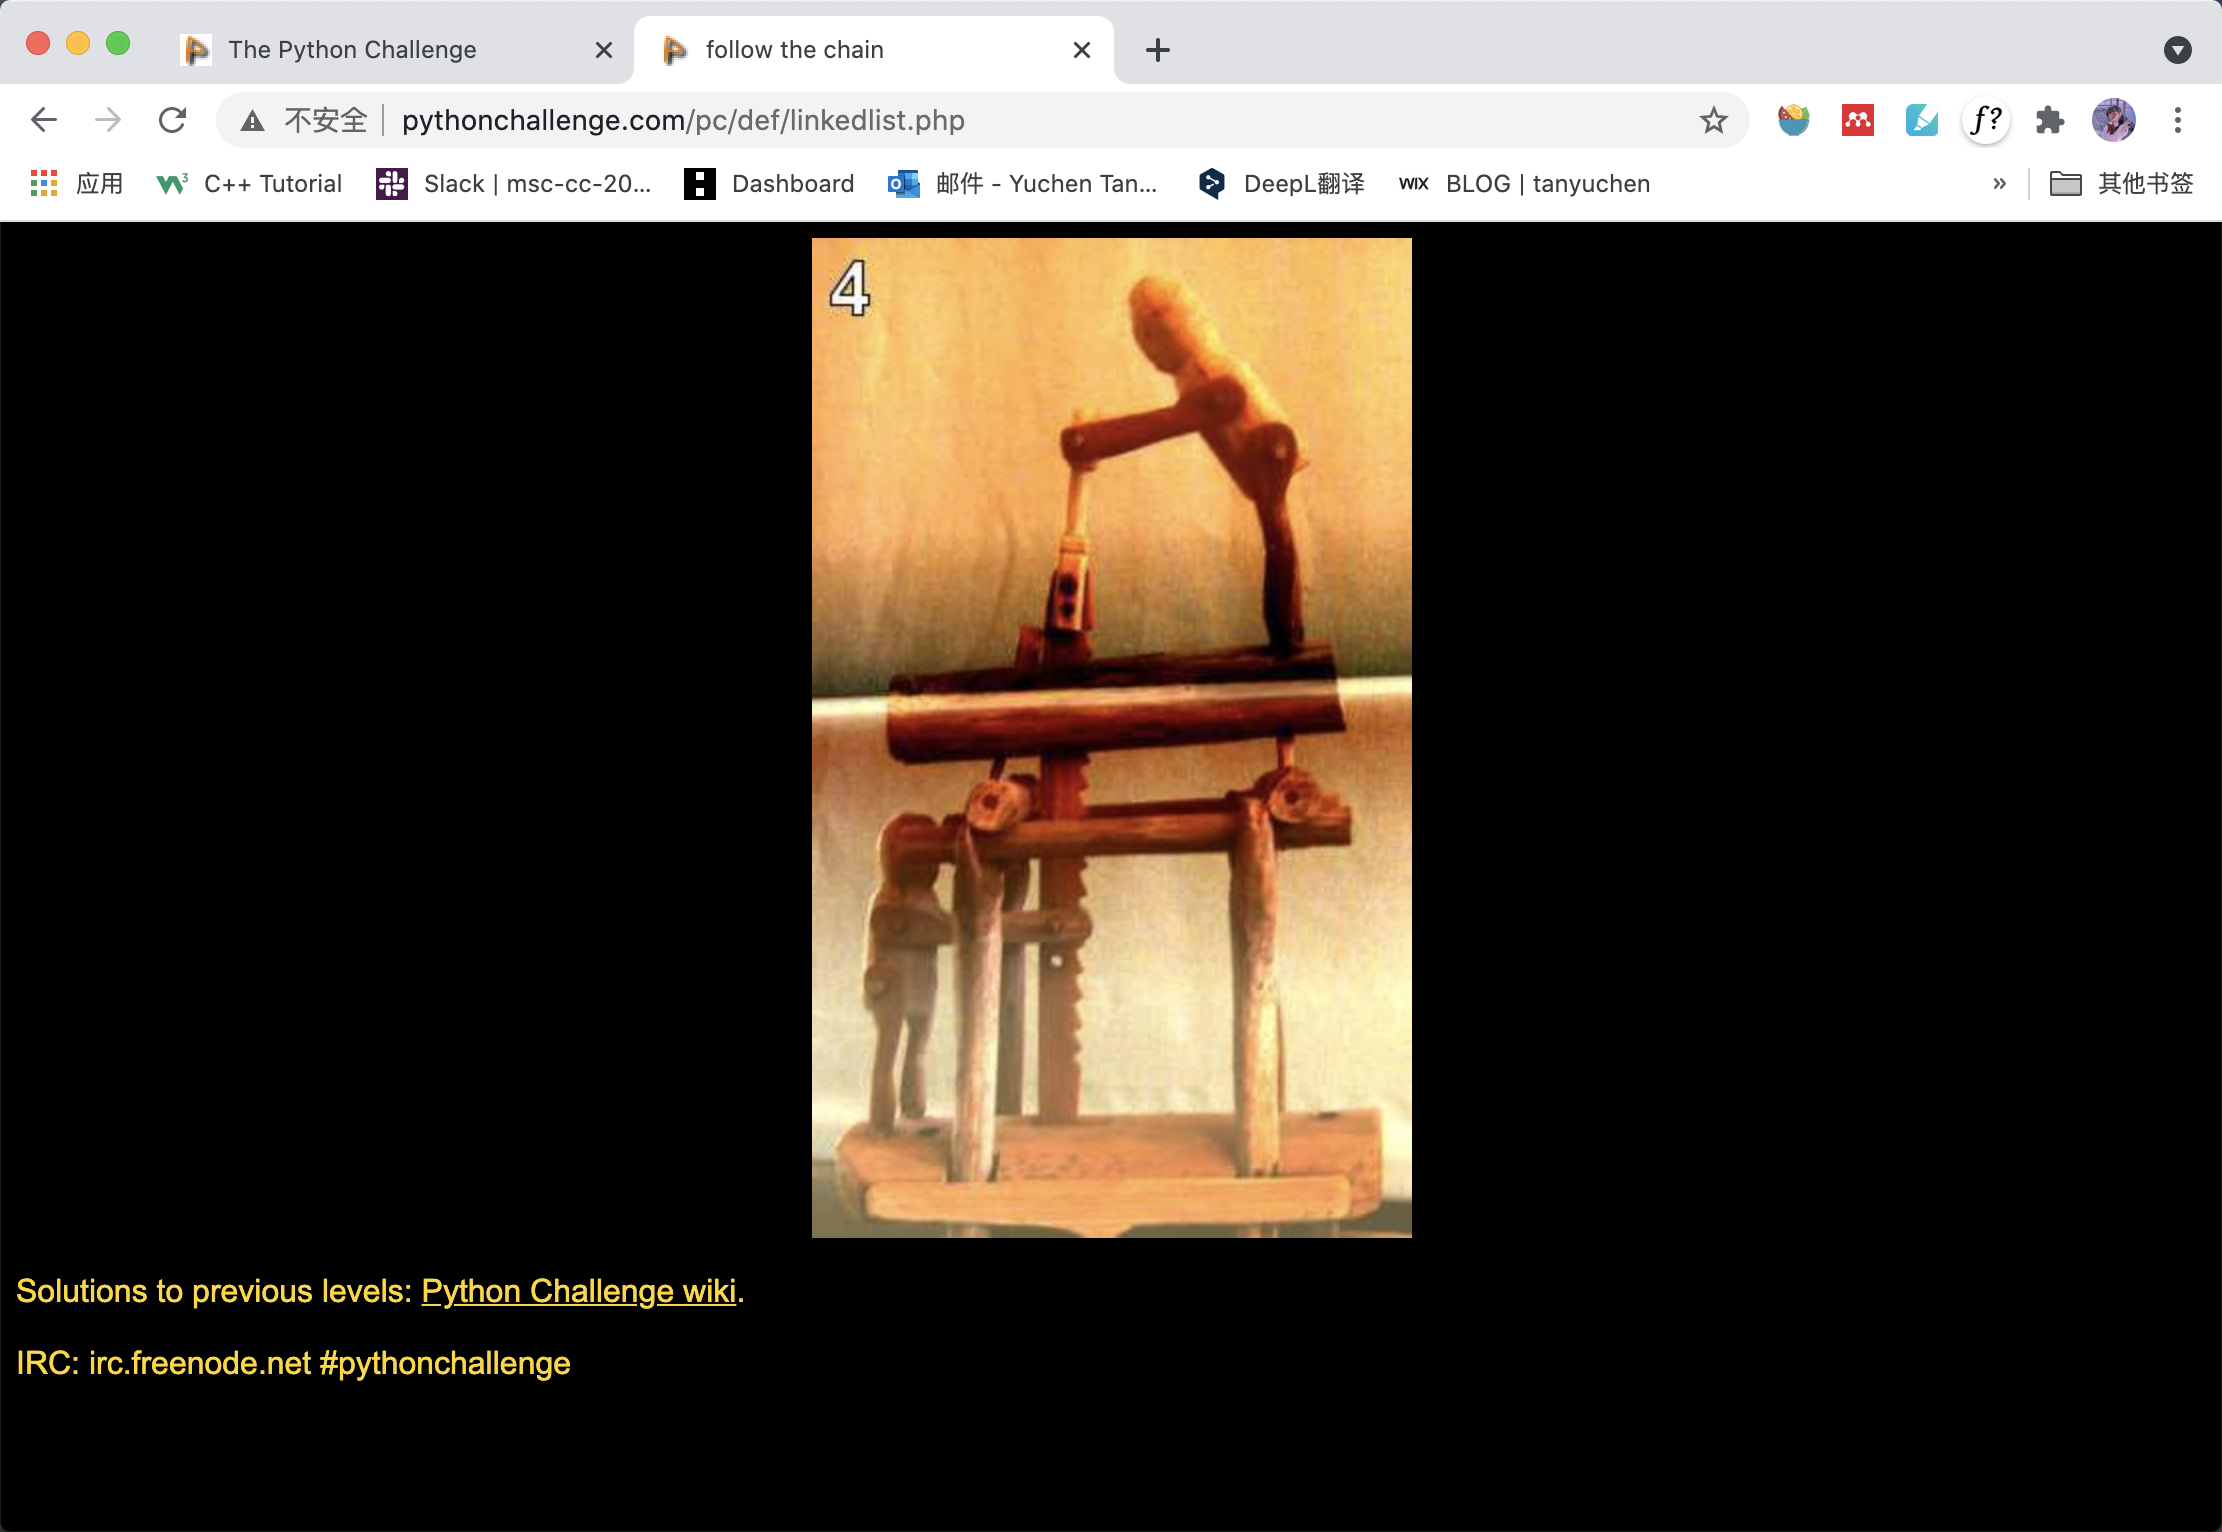 The Python Challenge
follow the chain
不安全 | pythonchallenge.com/pc/def/linkedlist.php
f?
应用
W3 C++ Tutorial
Slack | msc-cc-20...
Dashboard
邮件 - Yuchen Tan...
DeepL翻译
WIX BLOG | tanyuchen
»
其他书签
4
Solutions to previous levels: Python Challenge wiki.
IRC: irc.freenode.net #pythonchallenge